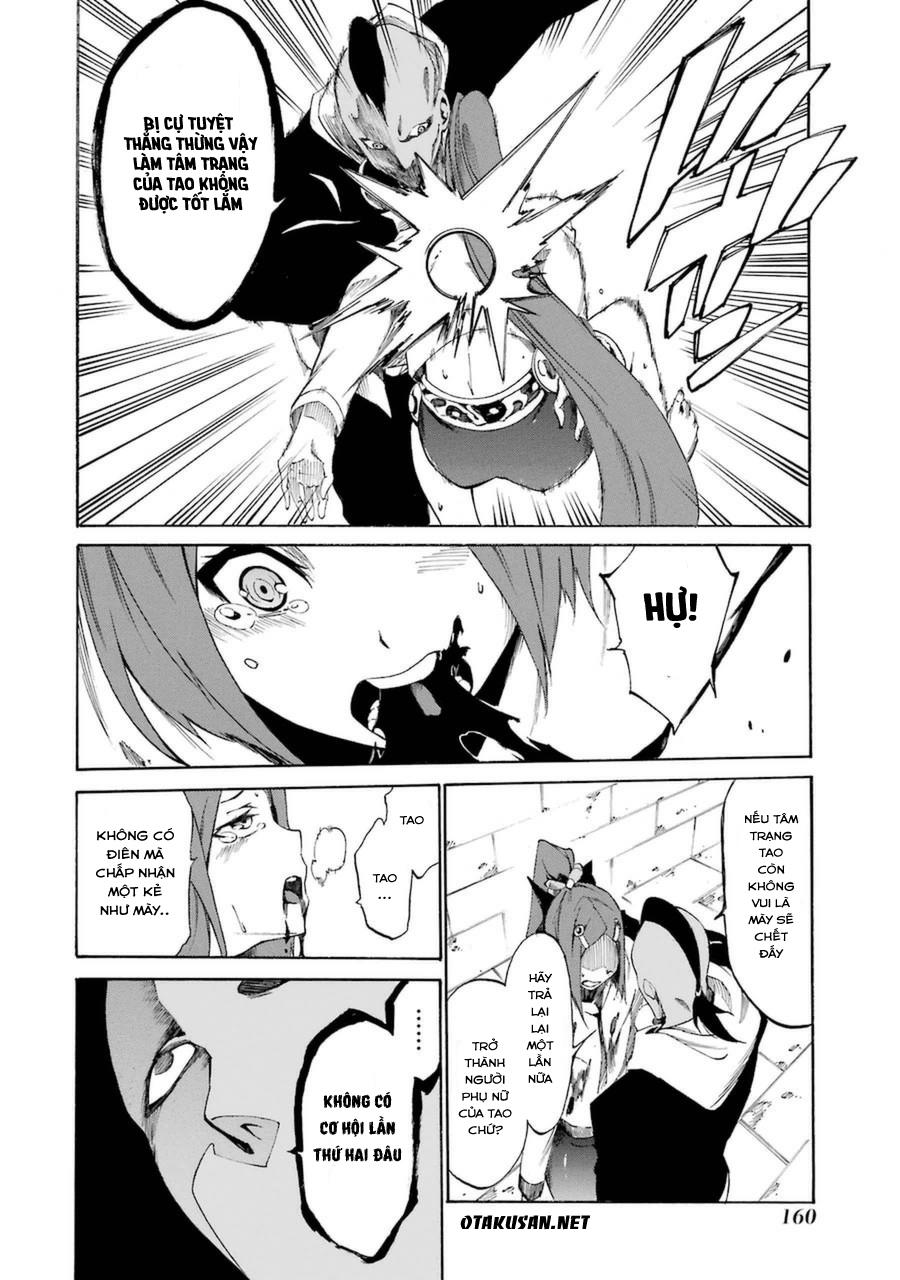 BỊ CỰ TUYỆT
THẲNG THỪNG VẬY
LÀM TÂM TRẠNG
CỦA TAO KHÔNG
ĐƯỢC TỐT LẮM
HỰ!
NẾU TÂM
TRẠNG
TAO
CÒN
KHÔNG
VUI LÀ
MÀY SẼ
CHẾT
ĐẤY
HÃY
TRẢ
LẠI
LẠI
MỘT
LẦN
NỮA
TRỞ
THÀNH
NGƯỜI
PHỤ NỮ
CỦA TAO
CHỨ?
TAO
TAO
...
KHÔNG CÓ
ĐIÊN MÀ
CHẤP NHẬN
MỘT KẺ
NHƯ MÀY..
........
KHÔNG CÓ
CƠ HỘI LẦN
THỨ HAI ĐÂU
OTAKUSAN.NET
160